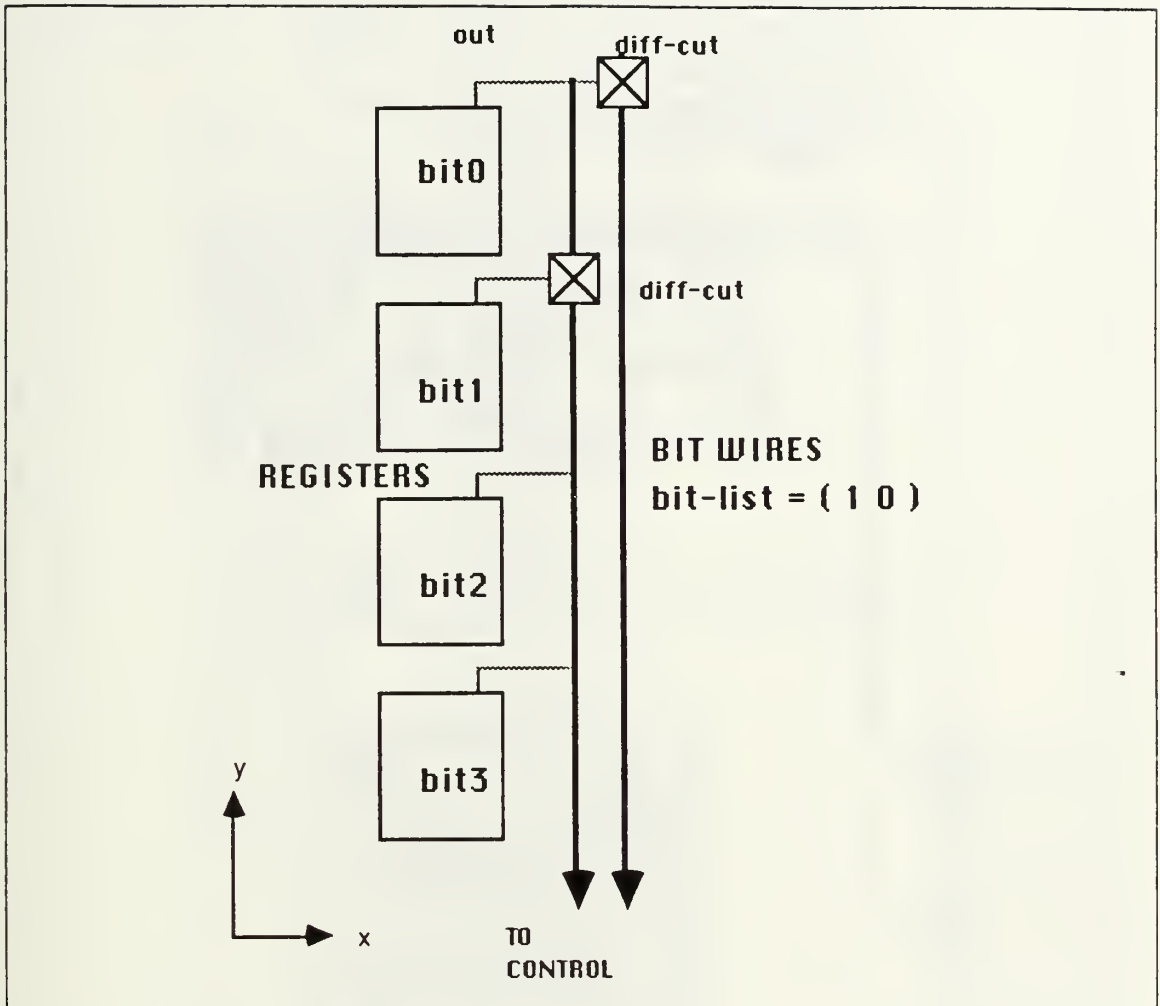 out
diff-cut
bit0
diff-cut
bit1
BIT WIRES
REGISTERS
bit-list = ( 1 0 )
bit2
bit3
y
x
TO
CONTROL